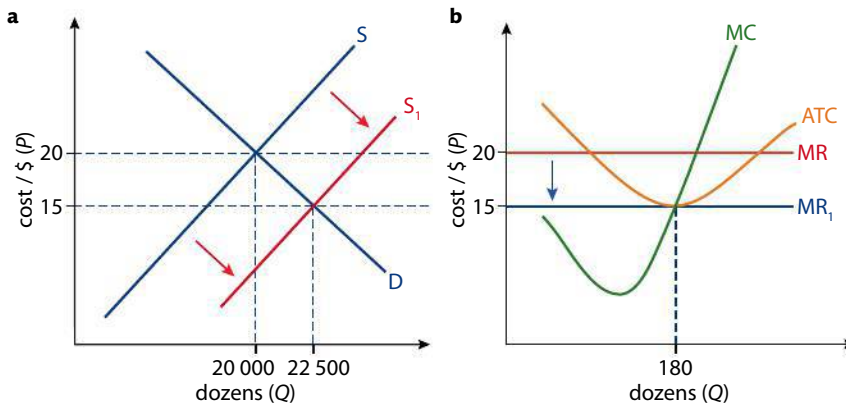 a
S
S₁
20
15
cost / $ (P)
D
20 000 22 500
dozens (Q)
b
MC
ATC
20
MR
15
MR₁
cost / $ (P)
180
dozens (Q)